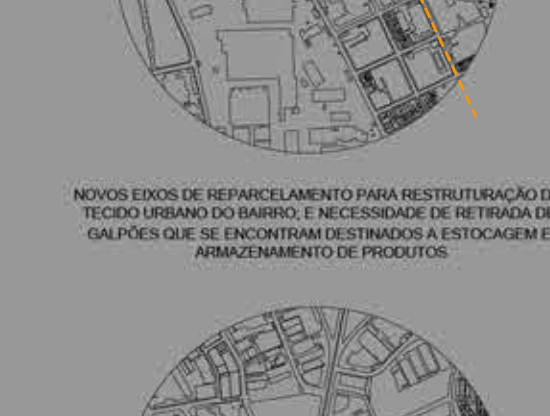 NOVOS EIXOS DE REPARCELAMENTO PARA RESTRUTURAÇÃO D
TECIDO URBANO DO BAIRRO; E NECESSIDADE DE RETIRADA DE
GALPÕES QUE SE ENCONTRAM DESTINADOS A ESTOCAGEM E
ARMAZENAMENTO DE PRODUTOS